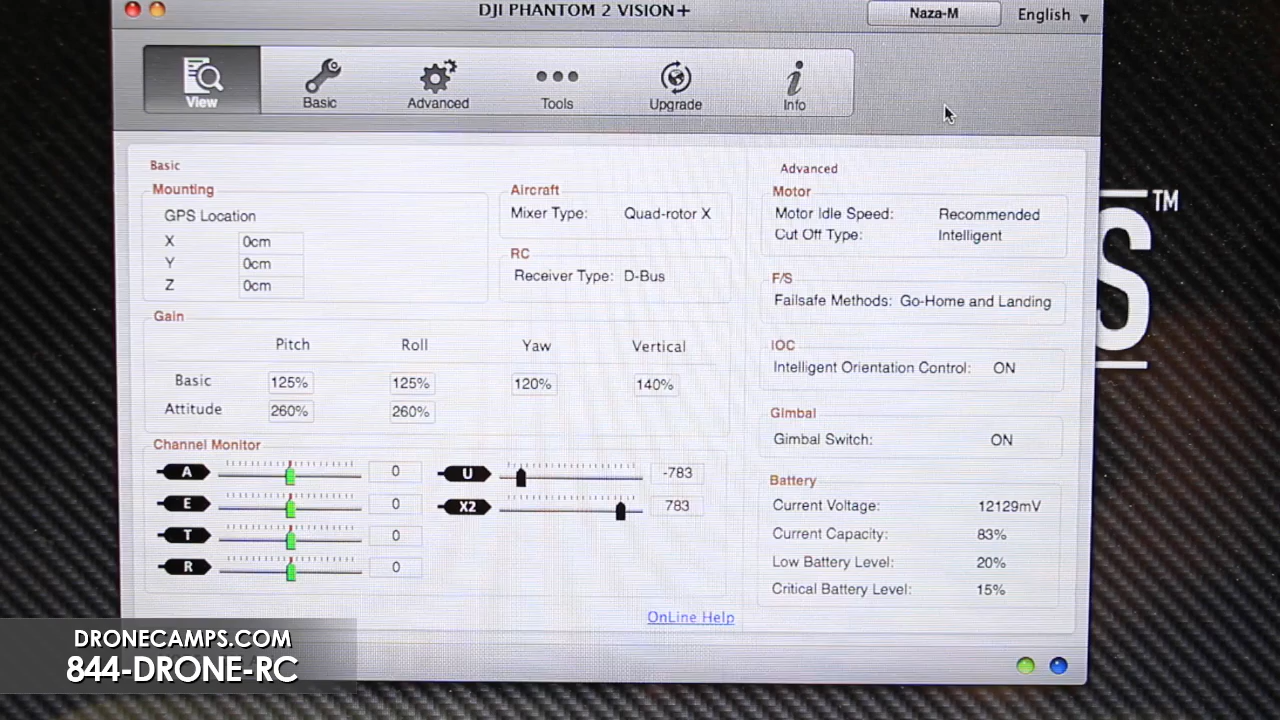 DJI PHANTOM 2 VISION+
Naza-M
English
View
Basic
Advanced
Tools
Upgrade
Info
Basic
Mounting
GPS Location
X 0cm
Y 0cm
Z 0cm
Aircraft
Mixer Type: Quad-rotor X
RC
Receiver Type: D-Bus
Gain
Pitch Roll Yaw Vertical
Basic 125% 125% 120% 140%
Attitude 260% 260%
Channel Monitor
A 0
E 0
T 0
R 0
U -783
X2 783
OnLine Help
Advanced
Motor
Motor Idle Speed: Recommended
Cut Off Type: Intelligent
F/S
Failsafe Methods: Go-Home and Landing
IOC
Intelligent Orientation Control: ON
Gimbal
Gimbal Switch: ON
Battery
Current Voltage: 12129mV
Current Capacity: 83%
Low Battery Level: 20%
Critical Battery Level: 15%
S™
DRONECAMPS.COM
844-DRONE-RC